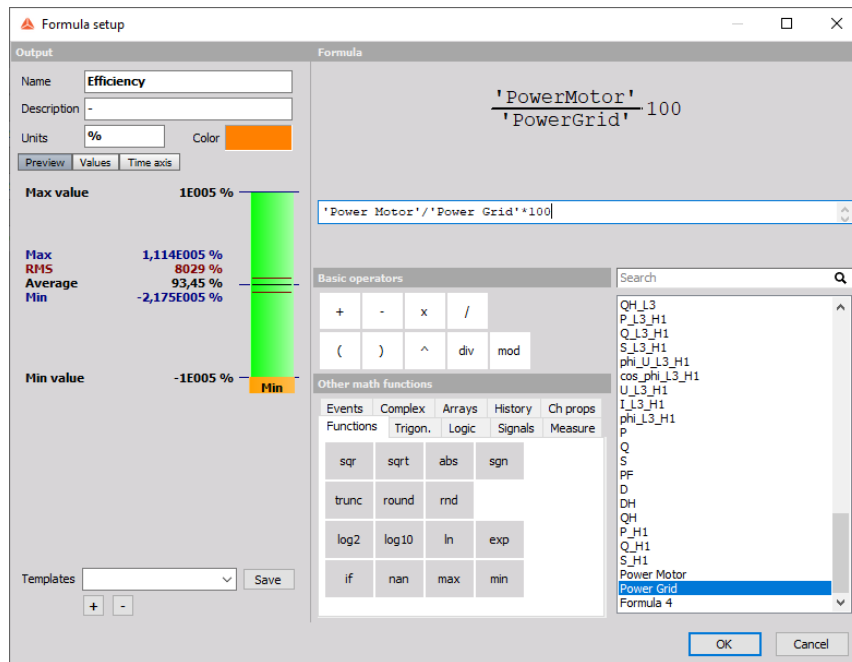 Formula setup
Output
Name Efficiency
Description -
Units % Color
Preview Values Time axis
Max value 1E005 %
Max 1,114E005 %
RMS 8029 %
Average 93,45 %
Min -2,175E005 %
Min value -1E005 %
Min
Templates Save
+ -
Formula
'PowerMotor'
'PowerGrid' ·100
'Power Motor'/'Power Grid'*100
Basic operators
+ - x /
( ) ^ div mod
Other math functions
Events Complex Arrays History Ch props
Functions Trigon. Logic Signals Measure
sqr sqrt abs sgn
trunc round rnd
log2 log10 ln exp
if nan max min
Search
QH_L3
P_L3_H1
Q_L3_H1
S_L3_H1
phi_U_L3_H1
cos_phi_L3_H1
U_L3_H1
I_L3_H1
phi_L3_H1
P
Q
S
PF
D
DH
QH
P_H1
Q_H1
S_H1
Power Motor
Power Grid
Formula 4
OK Cancel